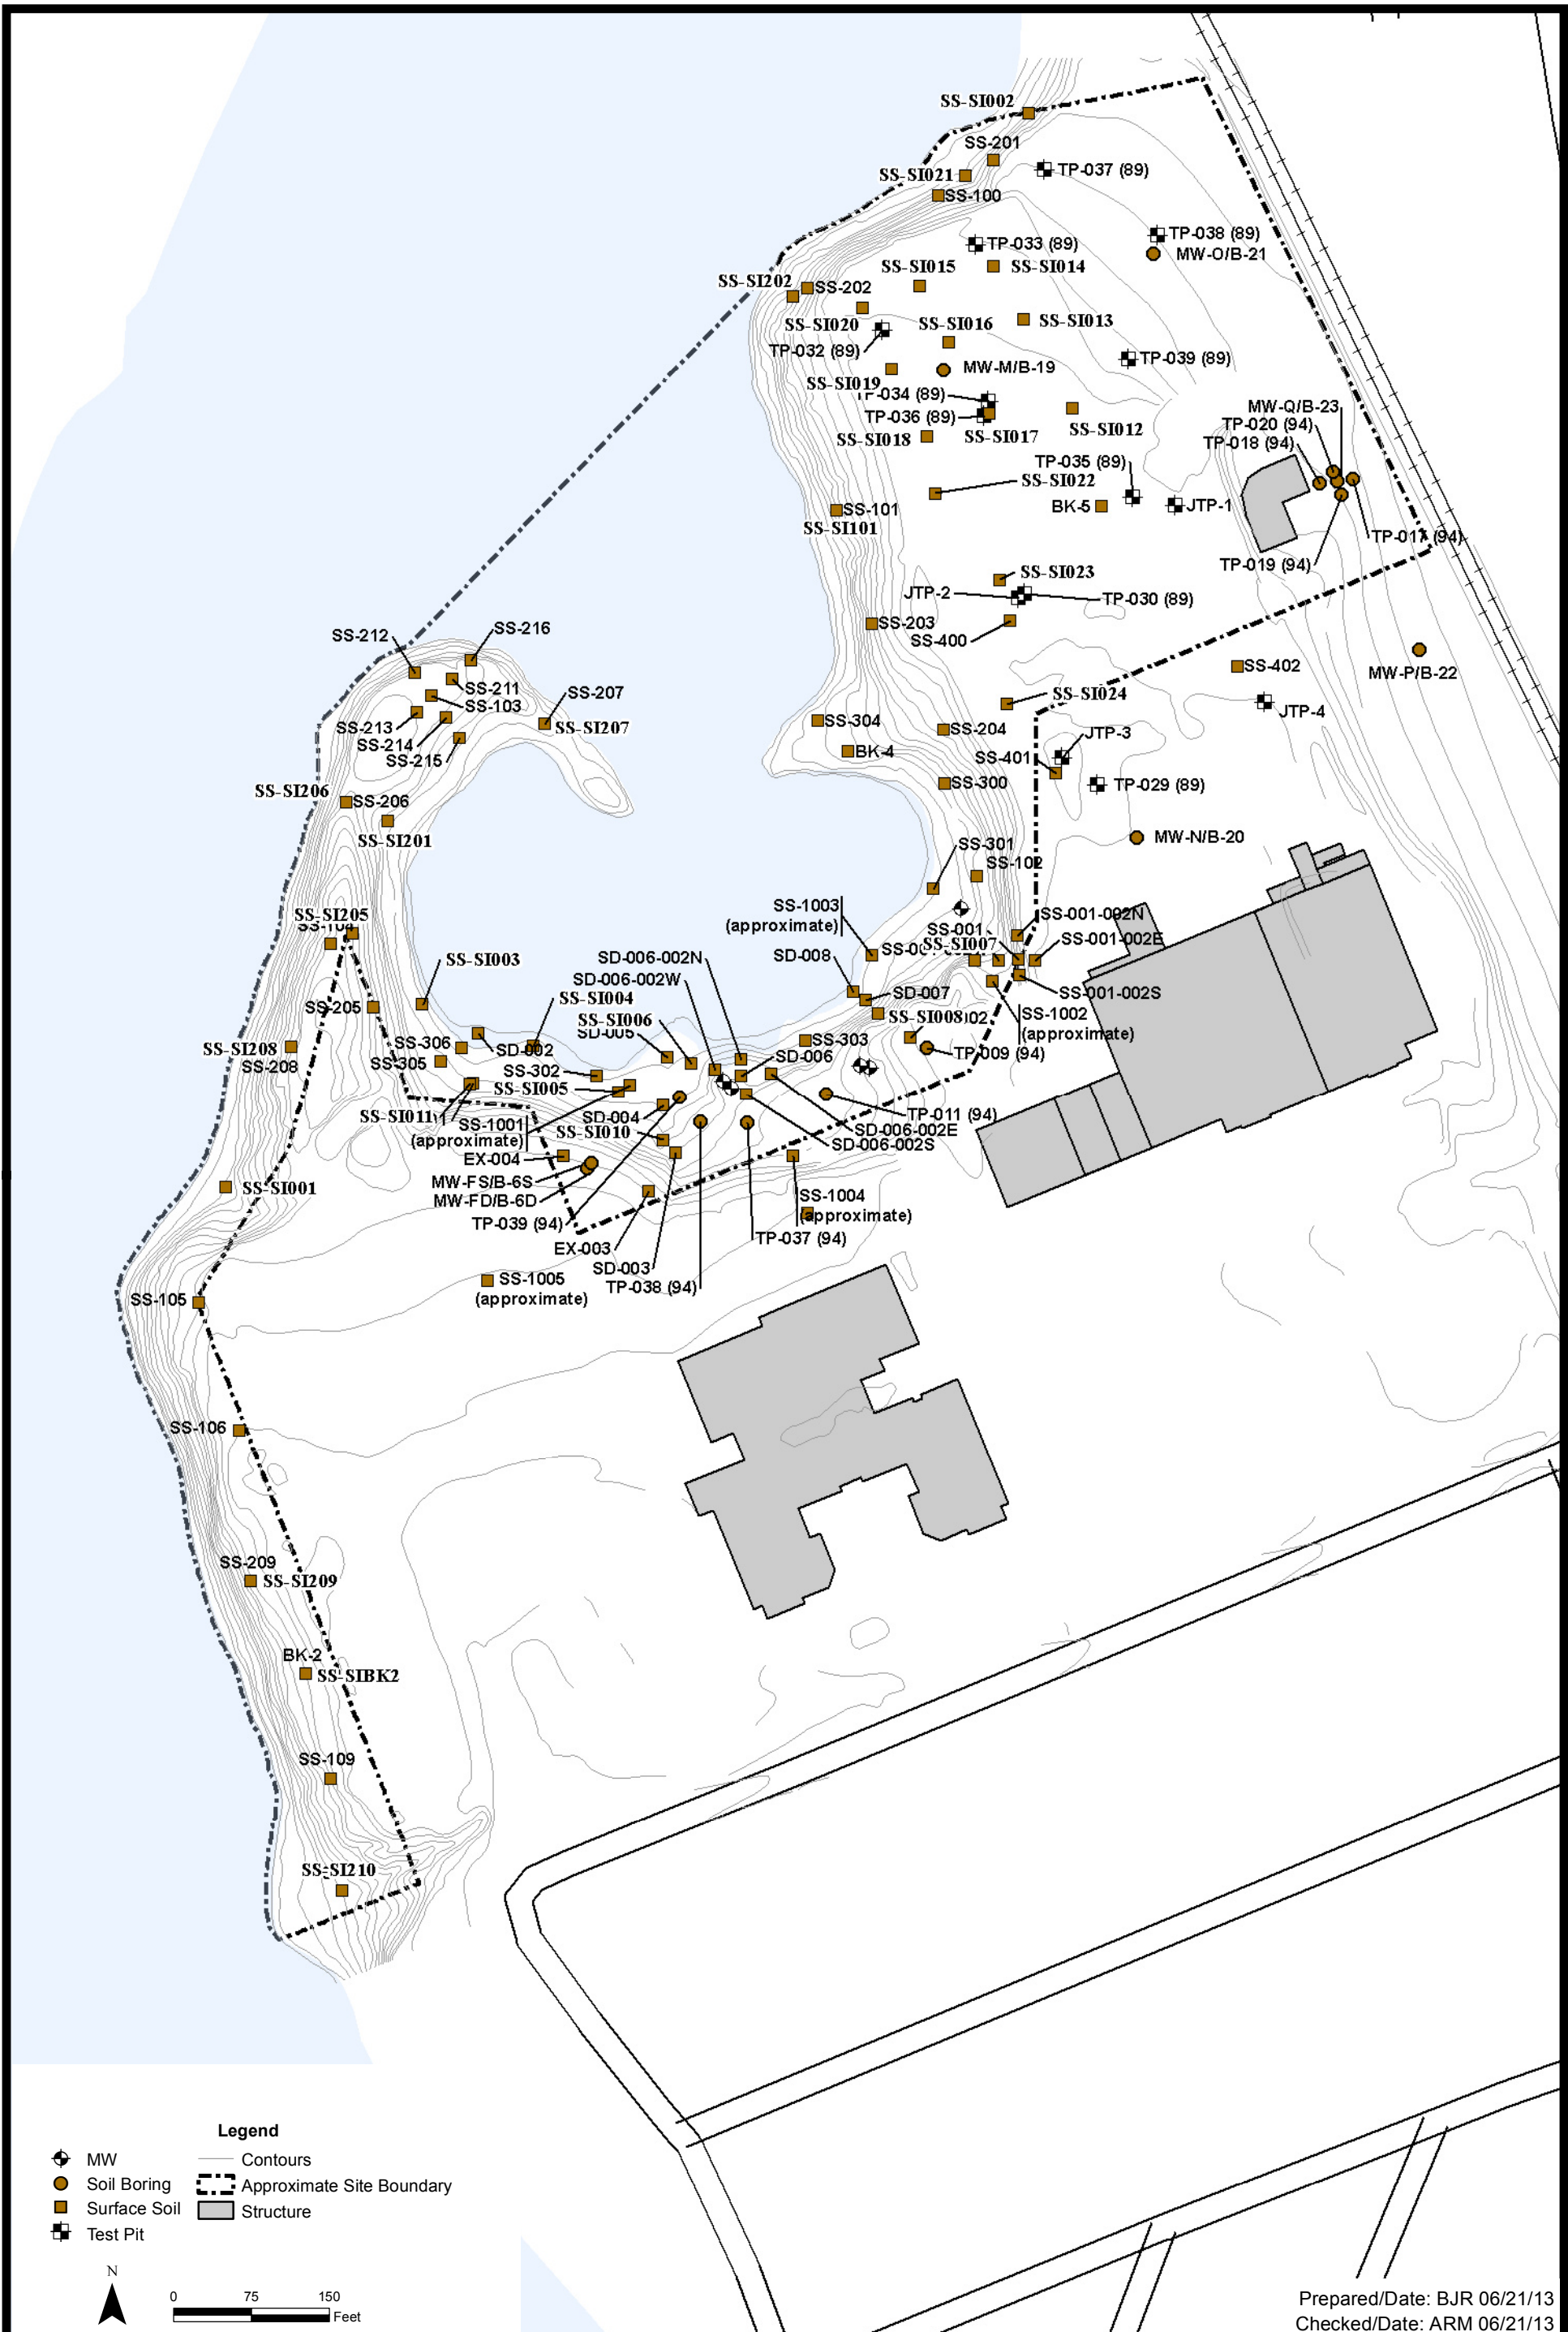 SS-SI002
SS-201
SS-SI021
TP-037 (89)
SS-100
TP-038 (89)
TP-033 (89)
MW-O/B-21
SS-SI015
SS-SI014
SS-SI202
SS-202
SS-SI020
SS-SI016
SS-SI013
TP-032 (89)
TP-039 (89)
MW-M/B-19
SS-SI019
-034 (89)
MW-Q/B-23
TP-036 (89)
TP-020 (94)
SS-SI018
SS-SI017
SS-SI012
TP-018 (94)
TP-035 (89)
SS-SI022
SS-101
BK-5
JTP-1
SS-SI101
TP-017 (94)
TP-019 (94)
SS-SI023
JTP-2
TP-030 (89)
SS-203
SS-216
SS-212
SS-400
SS-402
MW-P/B-22
SS-211
SS-207
SS-SI024
SS-103
JTP-4
SS-213
SS-304
SS-SI207
SS-204
JTP-3
SS-214
BK-4
SS-401
SS-215
SS-300
TP-029 (89)
SS-SI206
SS-206
SS-SI201
MW-N/B-20
SS-301
SS-102
SS-1003
(approximate)
SS-SI205
SS-104
SS-001-002N
SS-001
SS-SI007
SS-001-002E
SD-006-002N
SD-008
SS-SI003
SD-006-002W
SS-SI004
SD-007
SS-001-002S
SS-205
SS-SI006
SS-SI008
SS-1002
(approximate)
SD-005
SS-306
SD-002
SS-303
SS-SI208
SS-208
SS-305
SD-006
TP-009 (94)
SS-302
SS-SI005
SS-SI011
SS-1001
(approximate)
SD-004
TP-011 (94)
SS-SI010
SD-006-002E
SD-006-002S
EX-004
MW-FS/B-6S
SS-SI001
MW-FD/B-6D
SS-1004
(approximate)
TP-039 (94)
TP-037 (94)
EX-003
SD-003
TP-038 (94)
SS-1005
(approximate)
SS-105
SS-106
SS-209
SS-SI209
BK-2
SS-SIBK2
SS-109
SS-SI210
Legend
MW
Soil Boring
Surface Soil
Test Pit
Contours
Approximate Site Boundary
Structure
N
0 75 150
Feet
Prepared/Date: BJR 06/21/13
Checked/Date: ARM 06/21/13